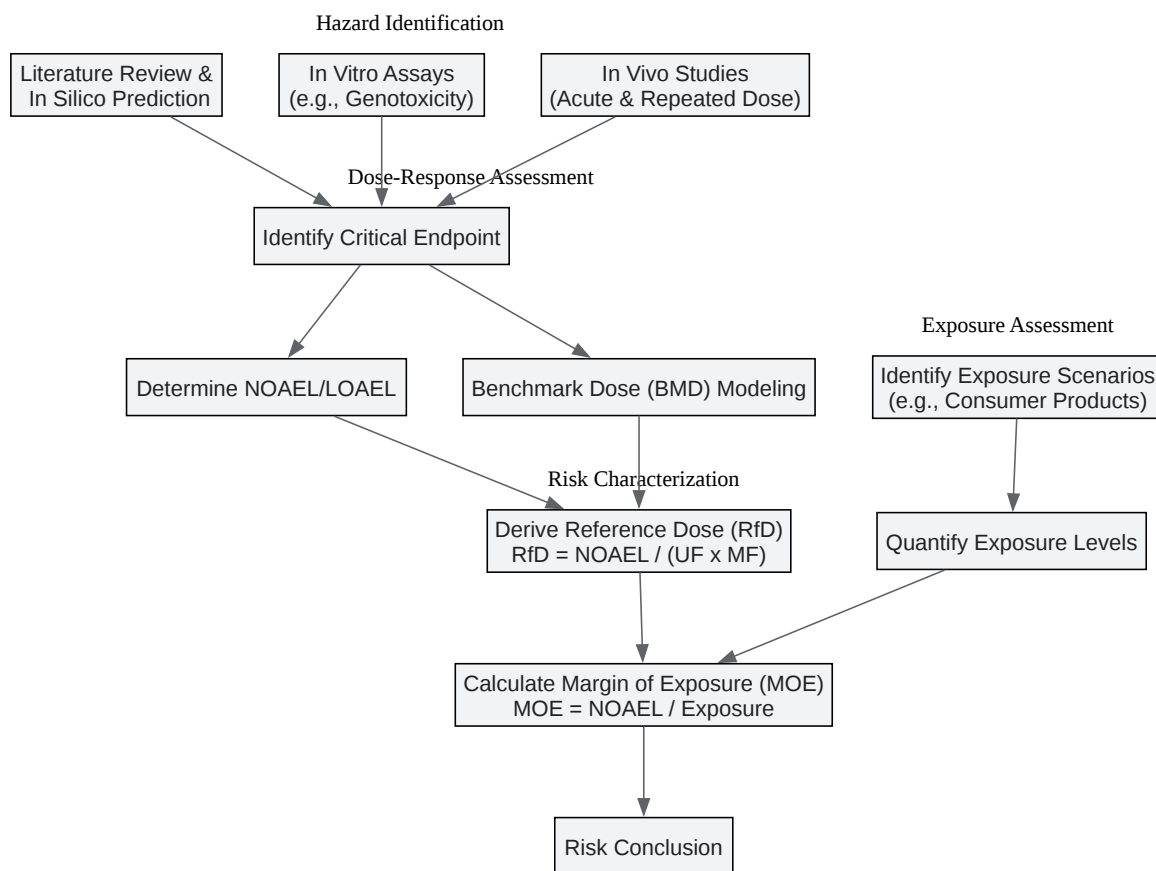 Hazard Identification
Literature Review &
In Silico Prediction
In Vitro Assays
(e.g., Genotoxicity)
In Vivo Studies
(Acute & Repeated Dose)
Dose-Response Assessment
Identify Critical Endpoint
Exposure Assessment
Determine NOAEL/LOAEL
Benchmark Dose (BMD) Modeling
Identify Exposure Scenarios
(e.g., Consumer Products)
Risk Characterization
Derive Reference Dose (RfD)
RfD = NOAEL / (UF x MF)
Quantify Exposure Levels
Calculate Margin of Exposure (MOE)
MOE = NOAEL / Exposure
Risk Conclusion